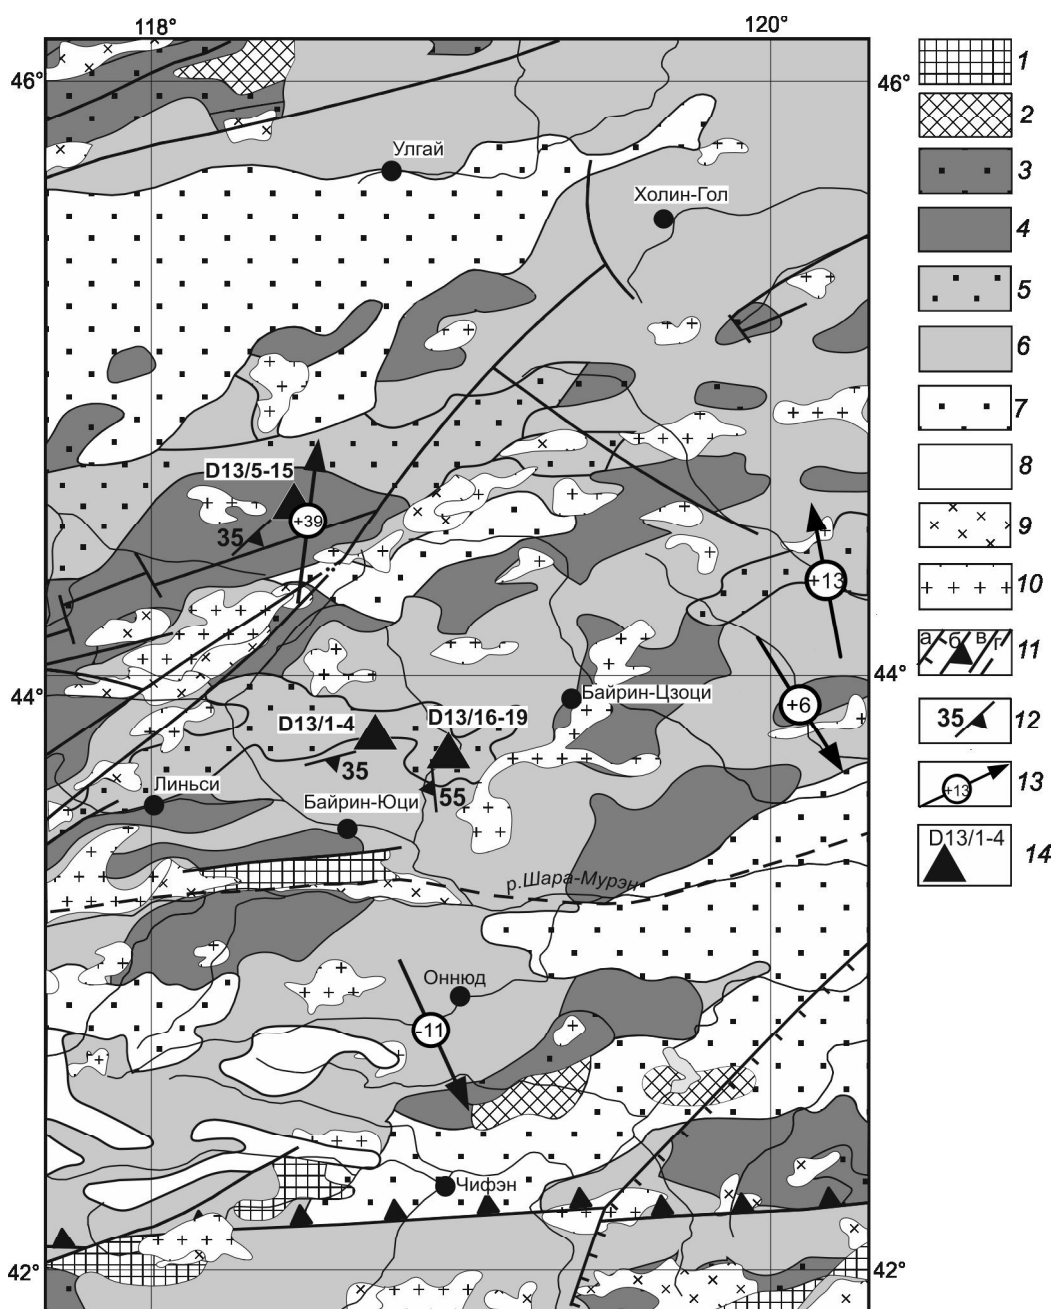 118°
120°
46°
46°
Улгай
Холин-Гол
D13/5-15
+39
35
+13
44°
44°
+6
Байрин-Цзоци
D13/1-4
D13/16-19
35
55
Линьси
Байрин-Юци
р.Шара-Мурэн
Оннюд
-11
Чифэн
42°
42°
1
2
3
4
5
6
7
8
9
10
а б в г 11
35 12
+13 13
D13/1-4 14